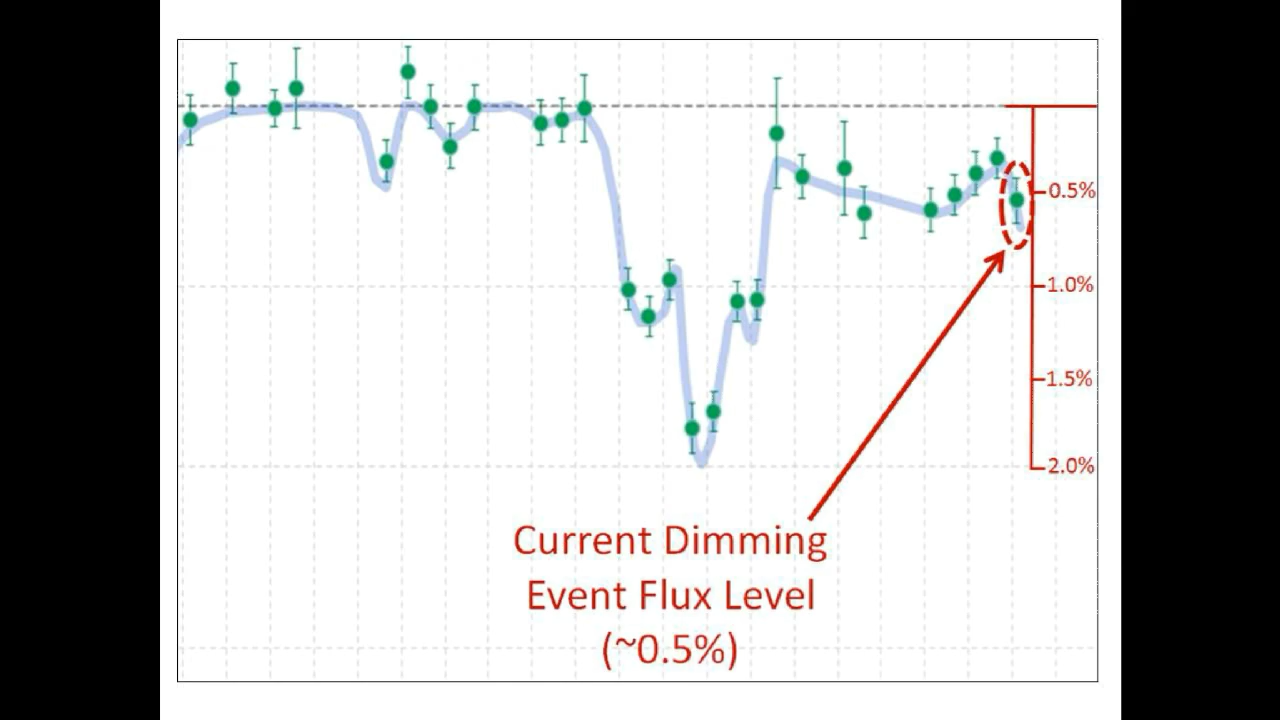 0.5%
1.0%
1.5%
2.0%
Current Dimming
Event Flux Level
(~0.5%)